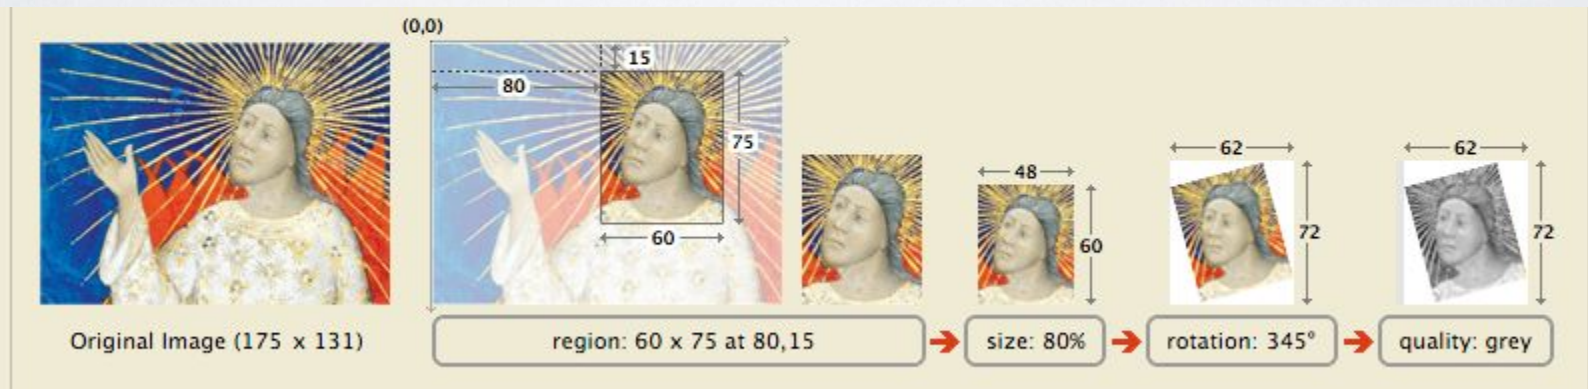 (0,0)
15
80
75
60
48
60
62
72
62
72
Original Image (175 x 131)
region: 60 x 75 at 80,15
size: 80%
rotation: 345°
quality: grey